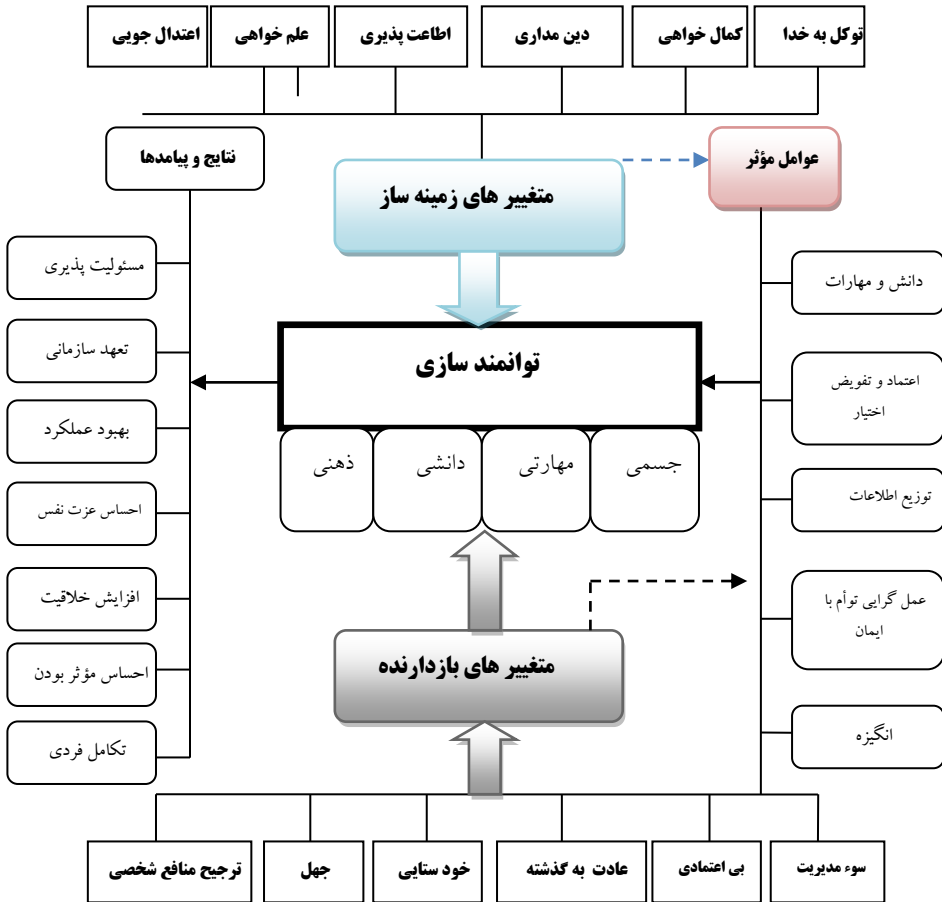 توکل به خدا
کمال خواهی
دین مداری
اطاعت پذیری
علم خواهی
اعتدال جویی
عوامل مؤثر
متغییر های زمینه ساز
نتایج و پیامدها
دانش و مهارات
اعتماد و تفویض
اختیار
توزیع اطلاعات
عمل گرایی توأم با
ایمان
انگیزه
توانمند سازی
جسمی
مهارتی
دانشی
ذهنی
متغییر های بازدارنده
مسئولیت پذیری
تعهد سازمانی
بهبود عملکرد
احساس عزت نفس
افزایش خلاقیت
احساس مؤثر بودن
تکامل فردی
سوء مدیریت
بی اعتمادی
عادت به گذشته
خود ستایی
جهل
ترجیح منافع شخصی